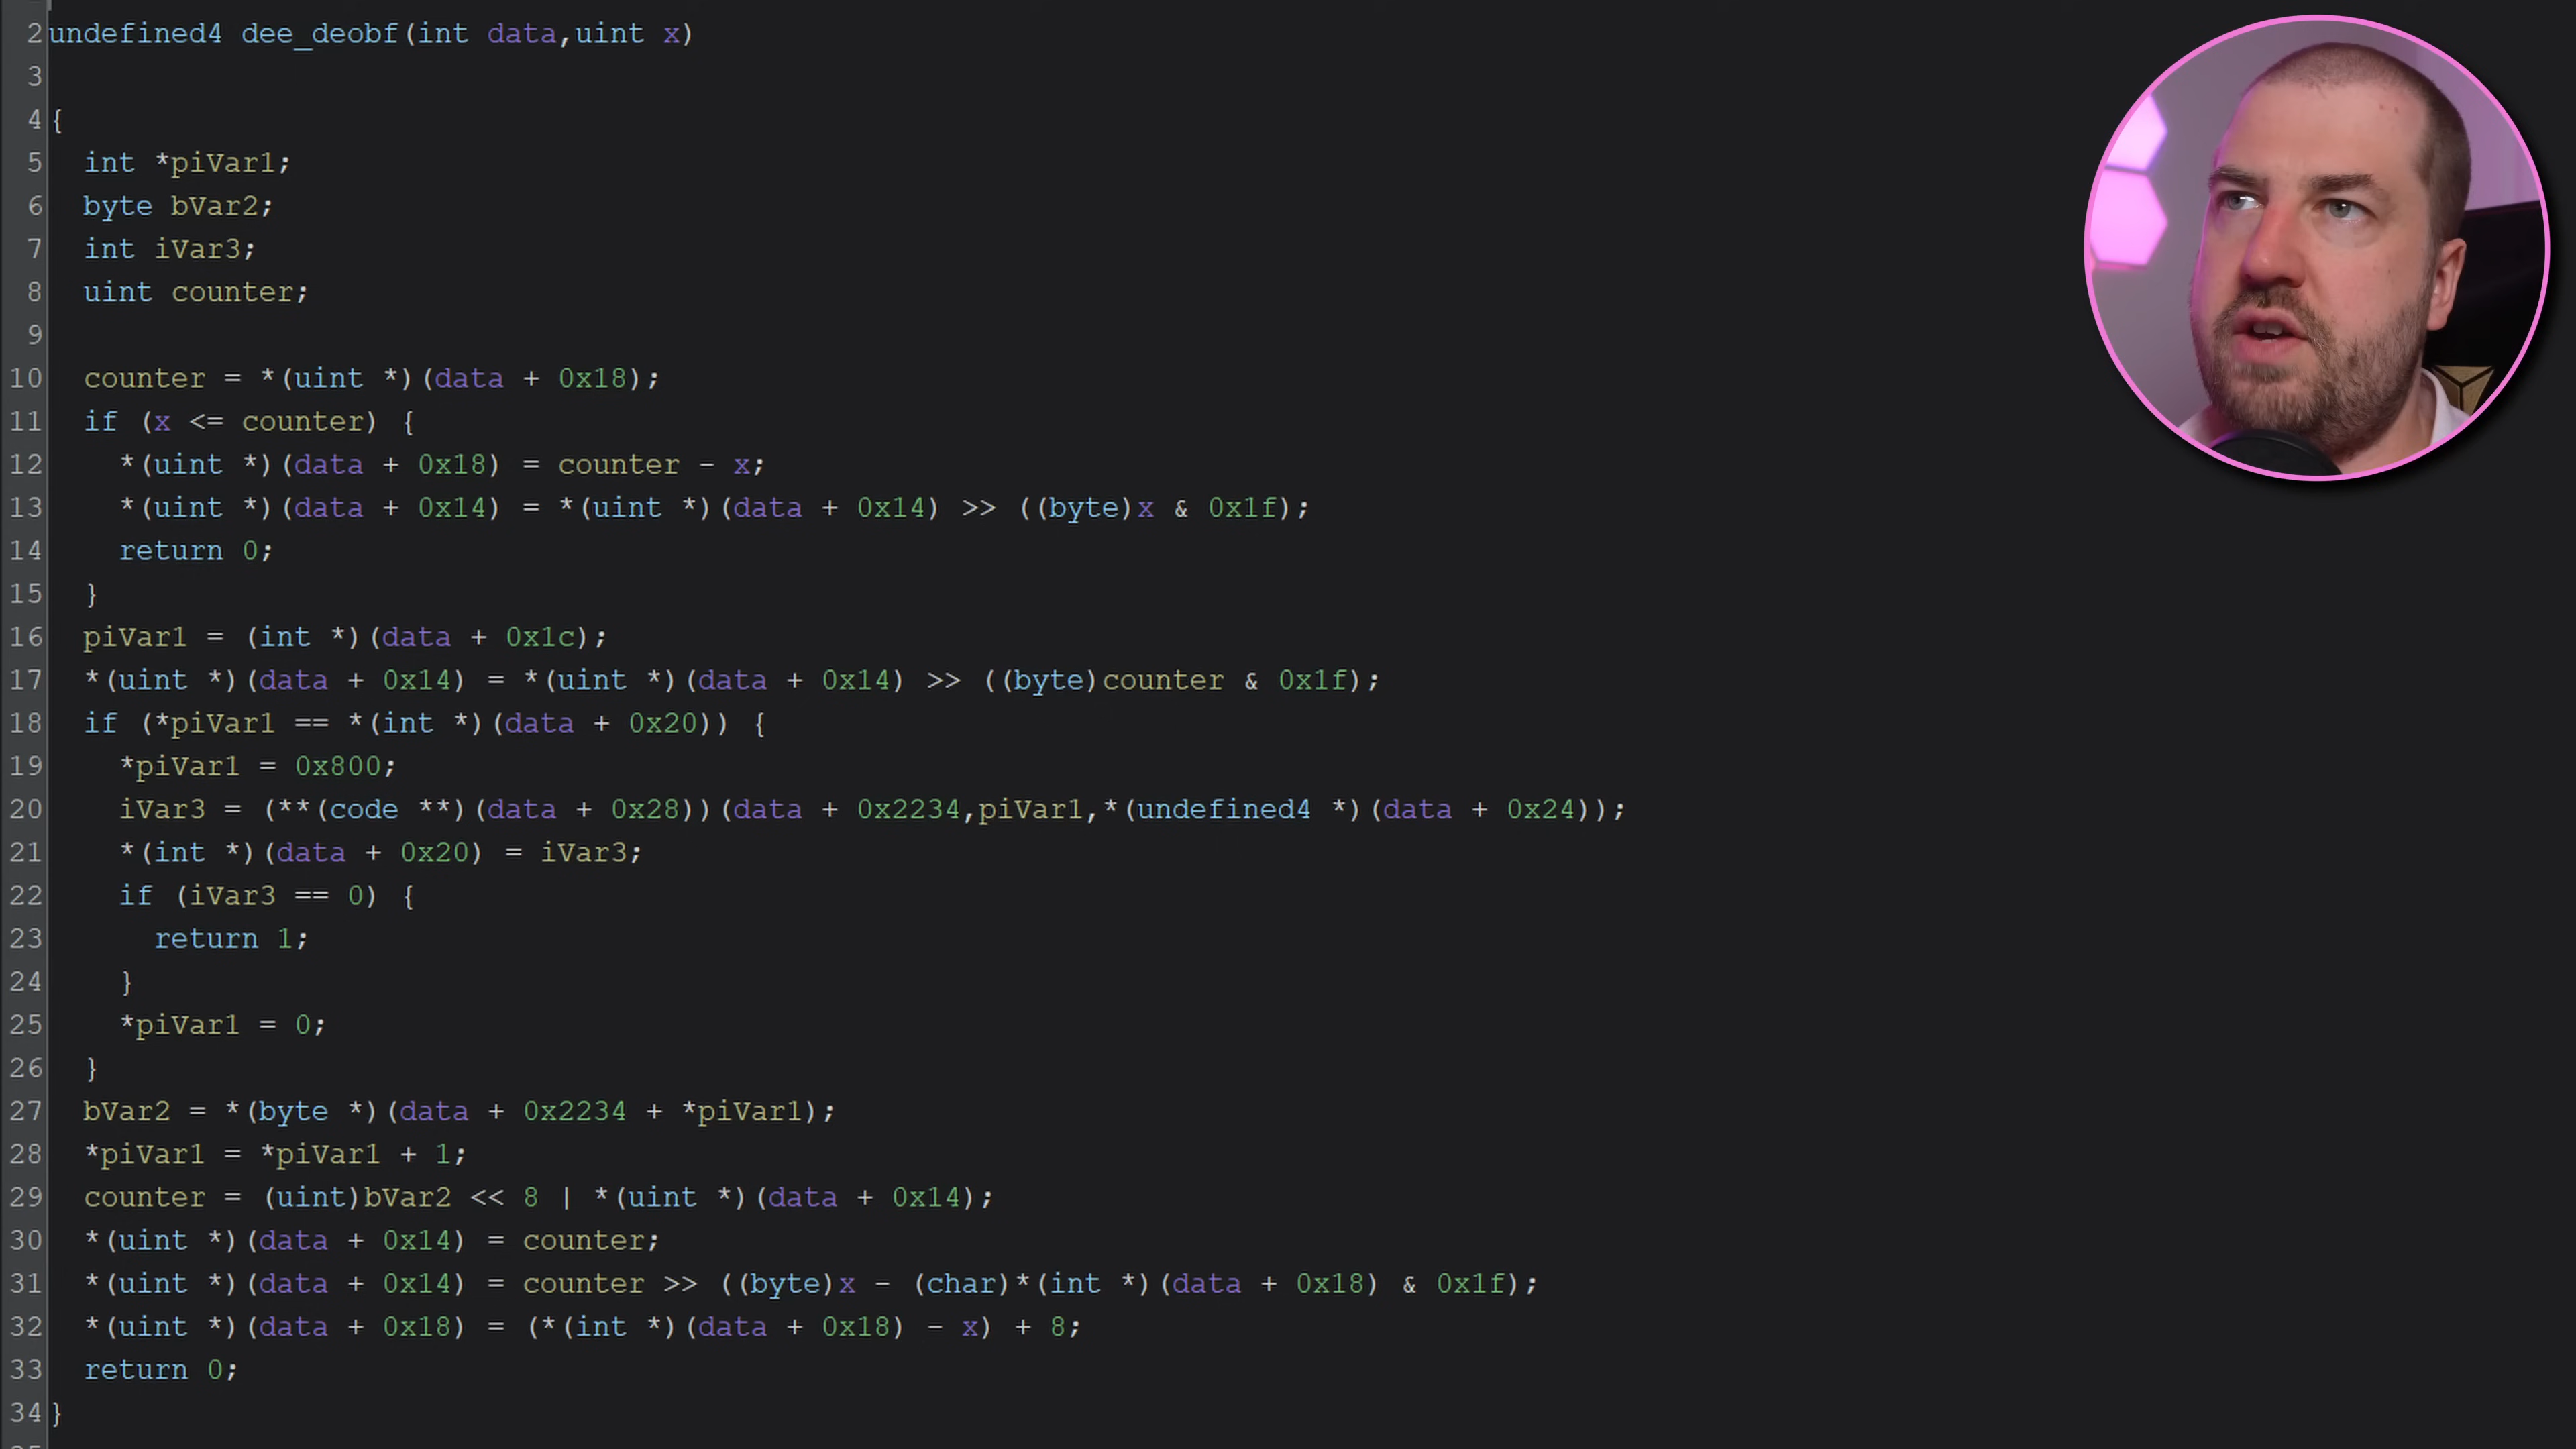 2 undefined4 dee_deobf(int data,uint x)
3
4 {
5 int *piVar1;
6 byte bVar2;
7 int iVar3;
8 uint counter;
9
10 counter = *(uint *)(data + 0x18);
11 if (x <= counter) {
12 *(uint *)(data + 0x18) = counter - x;
13 *(uint *)(data + 0x14) = *(uint *)(data + 0x14) >> ((byte)x & 0x1f);
14 return 0;
15 }
16 piVar1 = (int *)(data + 0x1c);
17 *(uint *)(data + 0x14) = *(uint *)(data + 0x14) >> ((byte)counter & 0x1f);
18 if (*piVar1 == *(int *)(data + 0x20)) {
19 *piVar1 = 0x800;
20 iVar3 = (**(code **)(data + 0x28))(data + 0x2234,piVar1,*(undefined4 *)(data + 0x24));
21 *(int *)(data + 0x20) = iVar3;
22 if (iVar3 == 0) {
23 return 1;
24 }
25 *piVar1 = 0;
26 }
27 bVar2 = *(byte *)(data + 0x2234 + *piVar1);
28 *piVar1 = *piVar1 + 1;
29 counter = (uint)bVar2 << 8 | *(uint *)(data + 0x14);
30 *(uint *)(data + 0x14) = counter;
31 *(uint *)(data + 0x14) = counter >> ((byte)x - (char)*(int *)(data + 0x18) & 0x1f);
32 *(uint *)(data + 0x18) = (*(int *)(data + 0x18) - x) + 8;
33 return 0;
34 }